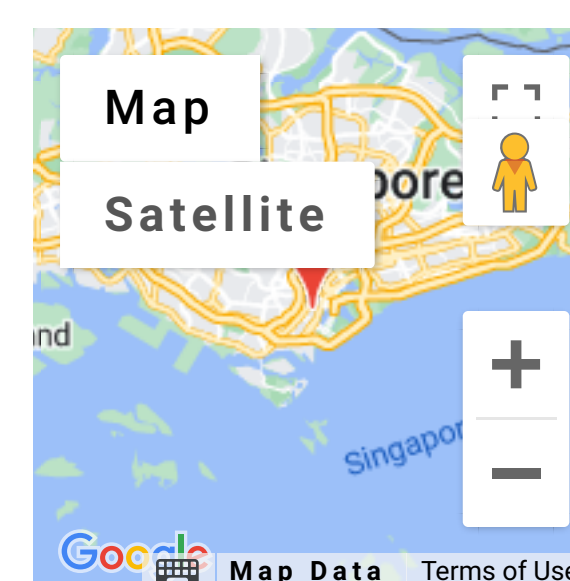 Map
pore
Satellite
nd
Singapor
Google
Map Data
Terms of Use